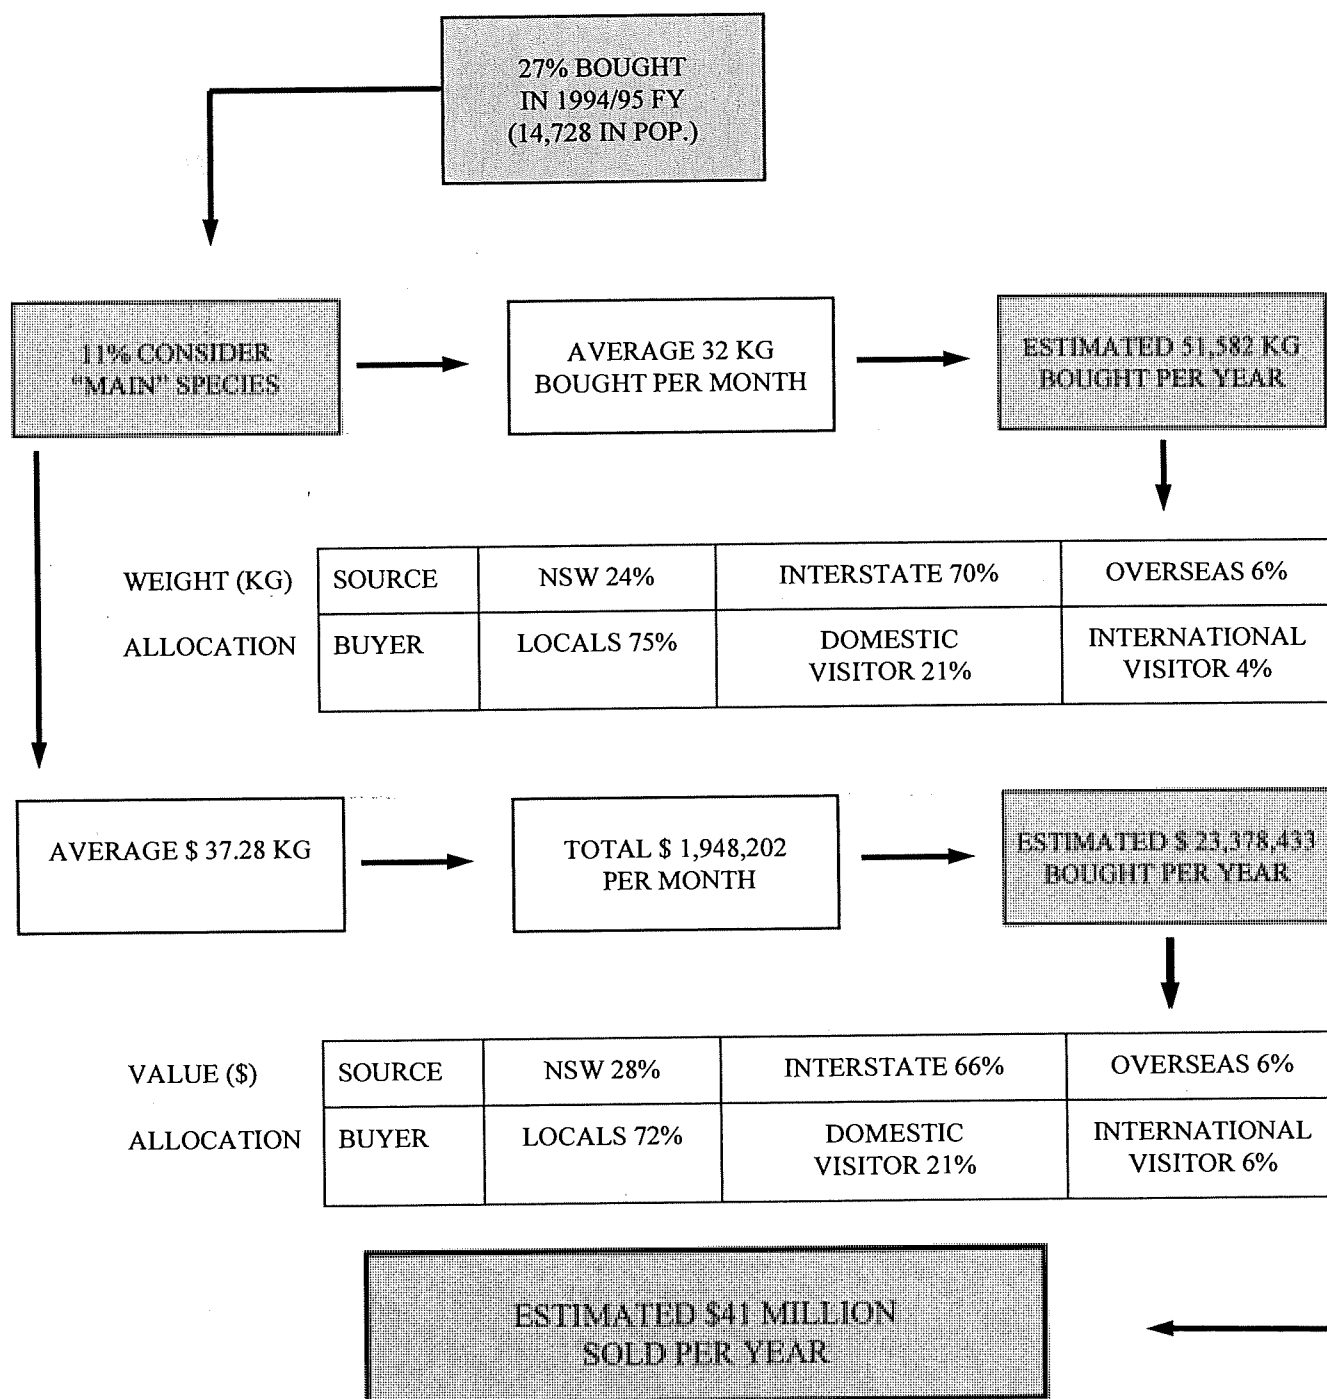 27% BOUGHT
IN 1994/95 FY
(14,728 IN POP.)
11% CONSIDER
"MAIN" SPECIES
AVERAGE 32 KG
BOUGHT PER MONTH
ESTIMATED 51,582 KG
BOUGHT PER YEAR
WEIGHT (KG) SOURCE NSW 24% INTERSTATE 70% OVERSEAS 6%
ALLOCATION BUYER LOCALS 75% DOMESTIC INTERNATIONAL
VISITOR 21% VISITOR 4%
AVERAGE $ 37.28 KG
TOTAL $ 1,948,202
PER MONTH
ESTIMATED $ 23,378,433
BOUGHT PER YEAR
VALUE ($) SOURCE NSW 28% INTERSTATE 66% OVERSEAS 6%
ALLOCATION BUYER LOCALS 72% DOMESTIC INTERNATIONAL
VISITOR 21% VISITOR 6%
ESTIMATED $41 MILLION
SOLD PER YEAR